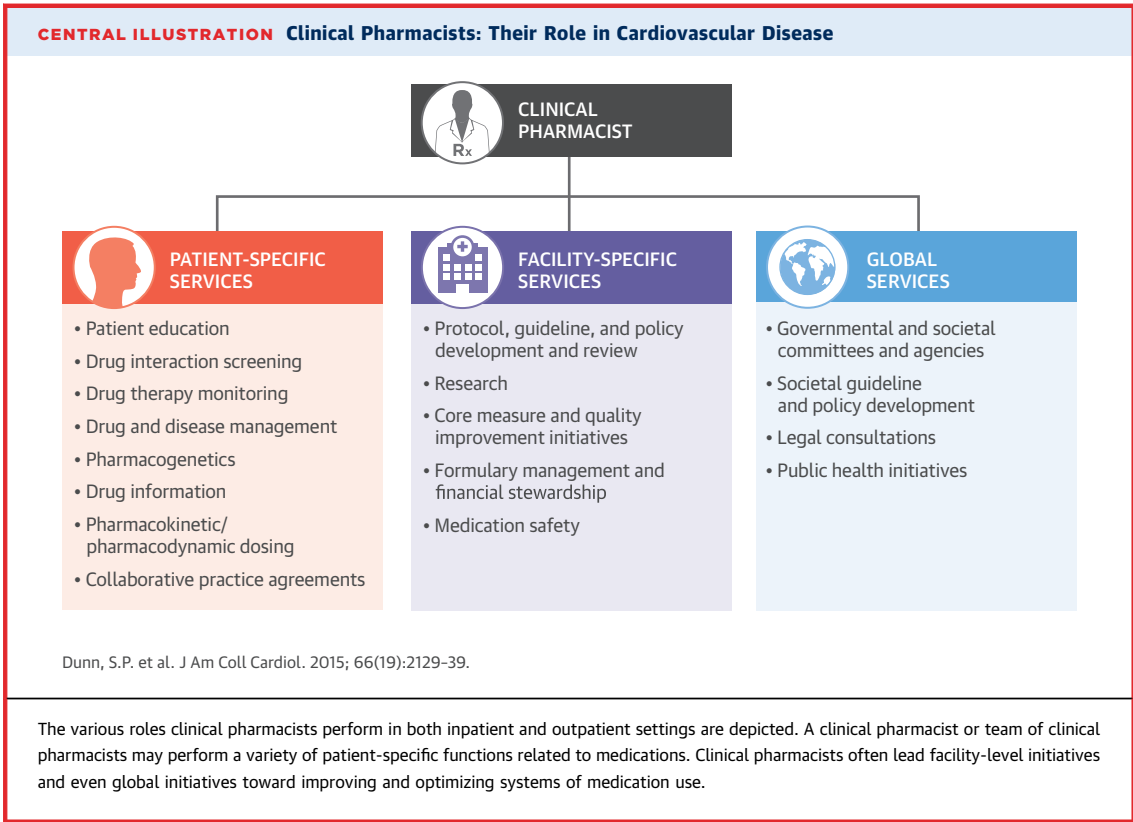 CENTRAL ILLUSTRATION Clinical Pharmacists: Their Role in Cardiovascular Disease
CLINICAL
PHARMACIST
Rx
PATIENT-SPECIFIC
SERVICES
• Patient education
• Drug interaction screening
• Drug therapy monitoring
• Drug and disease management
• Pharmacogenetics
• Drug information
• Pharmacokinetic/
pharmacodynamic dosing
• Collaborative practice agreements
FACILITY-SPECIFIC
SERVICES
• Protocol, guideline, and policy
development and review
• Research
• Core measure and quality
improvement initiatives
• Formulary management and
financial stewardship
• Medication safety
GLOBAL
SERVICES
• Governmental and societal
committees and agencies
• Societal guideline
and policy development
• Legal consultations
• Public health initiatives
Dunn, S.P. et al. J Am Coll Cardiol. 2015; 66(19):2129–39.
The various roles clinical pharmacists perform in both inpatient and outpatient settings are depicted. A clinical pharmacist or team of clinical
pharmacists may perform a variety of patient-specific functions related to medications. Clinical pharmacists often lead facility-level initiatives
and even global initiatives toward improving and optimizing systems of medication use.